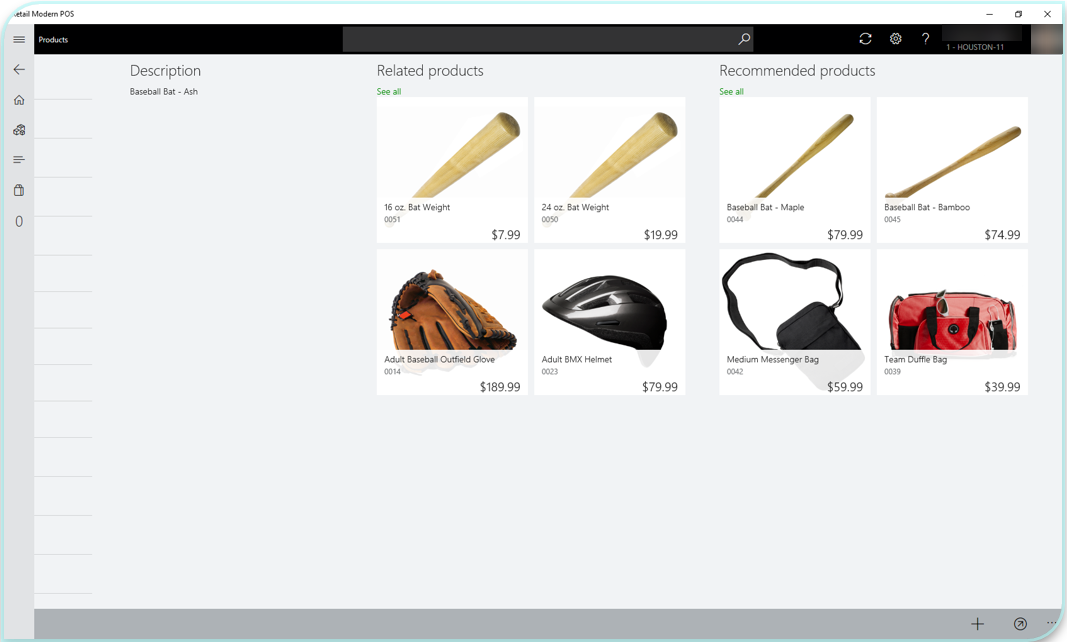 Retail Modern POS
Products
1 - HOUSTON-11
Description
Baseball Bat - Ash
Related products
See all
16 oz. Bat Weight
0051
$7.99
24 oz. Bat Weight
0050
$19.99
Adult Baseball Outfield Glove
0014
$189.99
Adult BMX Helmet
0023
$79.99
Recommended products
See all
Baseball Bat - Maple
0044
$79.99
Baseball Bat - Bamboo
0045
$74.99
Medium Messenger Bag
0042
$59.99
Team Duffle Bag
0039
$39.99
0